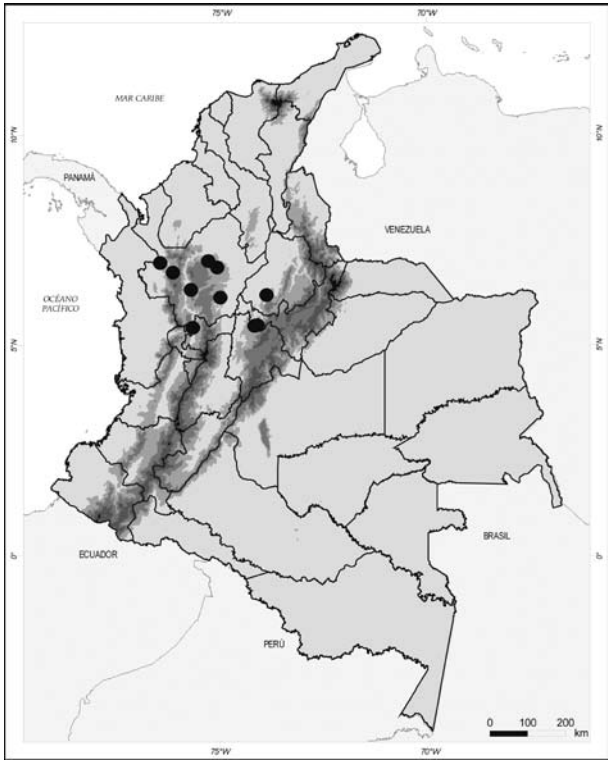 75°W
70°W
MAR CARIBE
10°N
10°N
PANAMÁ
VENEZUELA
OCÉANO
PACÍFICO
5°N
5°N
BRASIL
0°
0°
ECUADOR
PERÚ
0 100 200
km
75°W
70°W